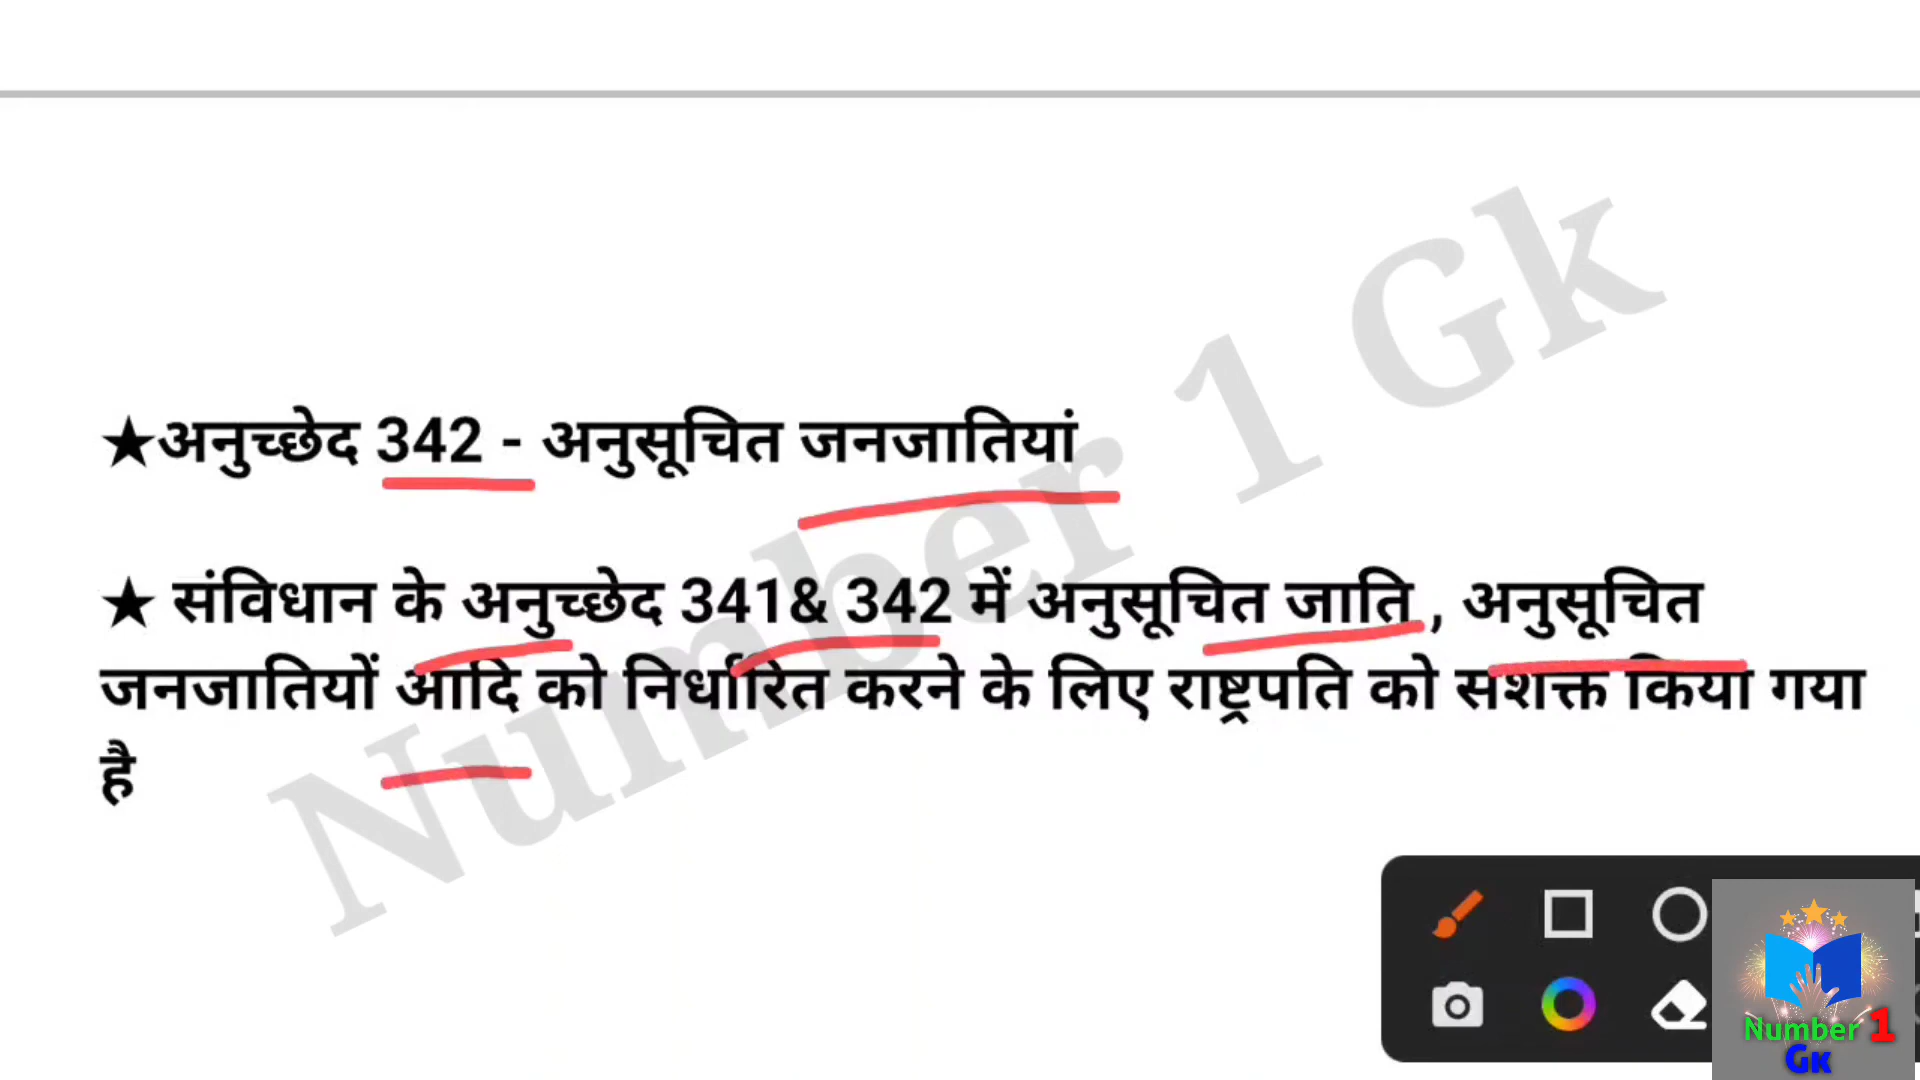 ★अनुच्छेद 342 - अनुसूचित जनजातियां
★ संविधान के अनुच्छेद 341& 342 में अनुसूचित जाति , अनुसूचित
जनजातियों आदि को निर्धारित करने के लिए राष्ट्रपति को सशक्त किया गया
है
Number 1 Gk
Number 1
GK